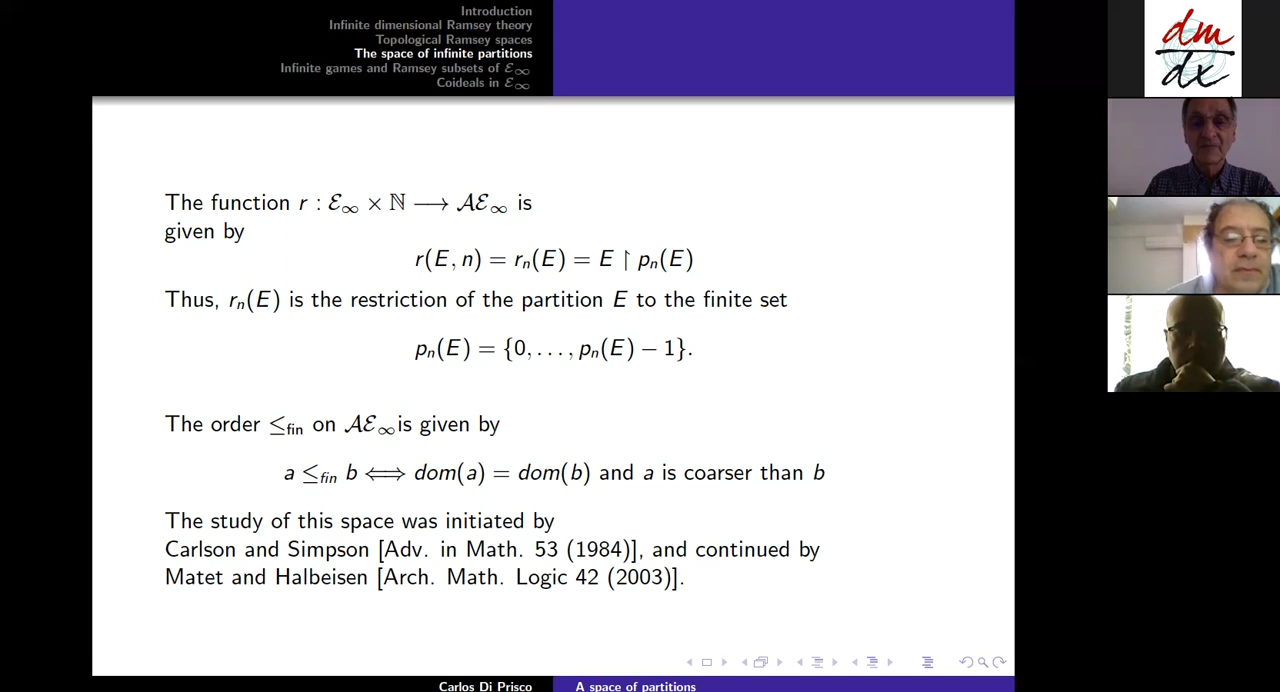 Introduction
Infinite dimensional Ramsey theory
Topological Ramsey spaces
The space of infinite partitions
Infinite games and Ramsey subsets of ℰ∞
Coideals in ℰ∞
dm
dx
The function r : ℰ∞ × ℕ ⟶ 𝒜ℰ∞ is
given by
r(E, n) = rₙ(E) = E ↾ pₙ(E)
Thus, rₙ(E) is the restriction of the partition E to the finite set
pₙ(E) = {0, . . . , pₙ(E) − 1}.
The order ≤fin on 𝒜ℰ∞is given by
a ≤fin b ⟺ dom(a) = dom(b) and a is coarser than b
The study of this space was initiated by
Carlson and Simpson [Adv. in Math. 53 (1984)], and continued by
Matet and Halbeisen [Arch. Math. Logic 42 (2003)].
Carlos Di Prisco
A space of partitions